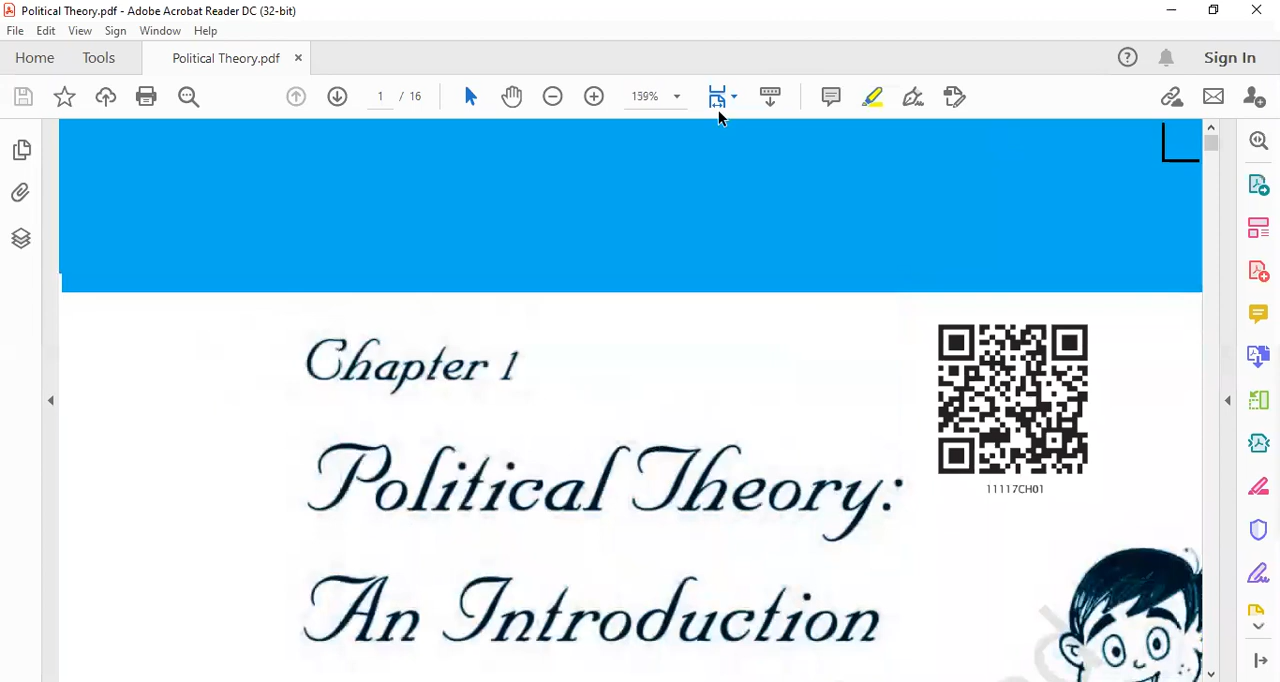 Political Theory.pdf - Adobe Acrobat Reader DC (32-bit)
File Edit View Sign Window Help
Home Tools Political Theory.pdf × Sign In
1 / 16 159%
Chapter 1
11117CH01
Political Theory:
An Introduction